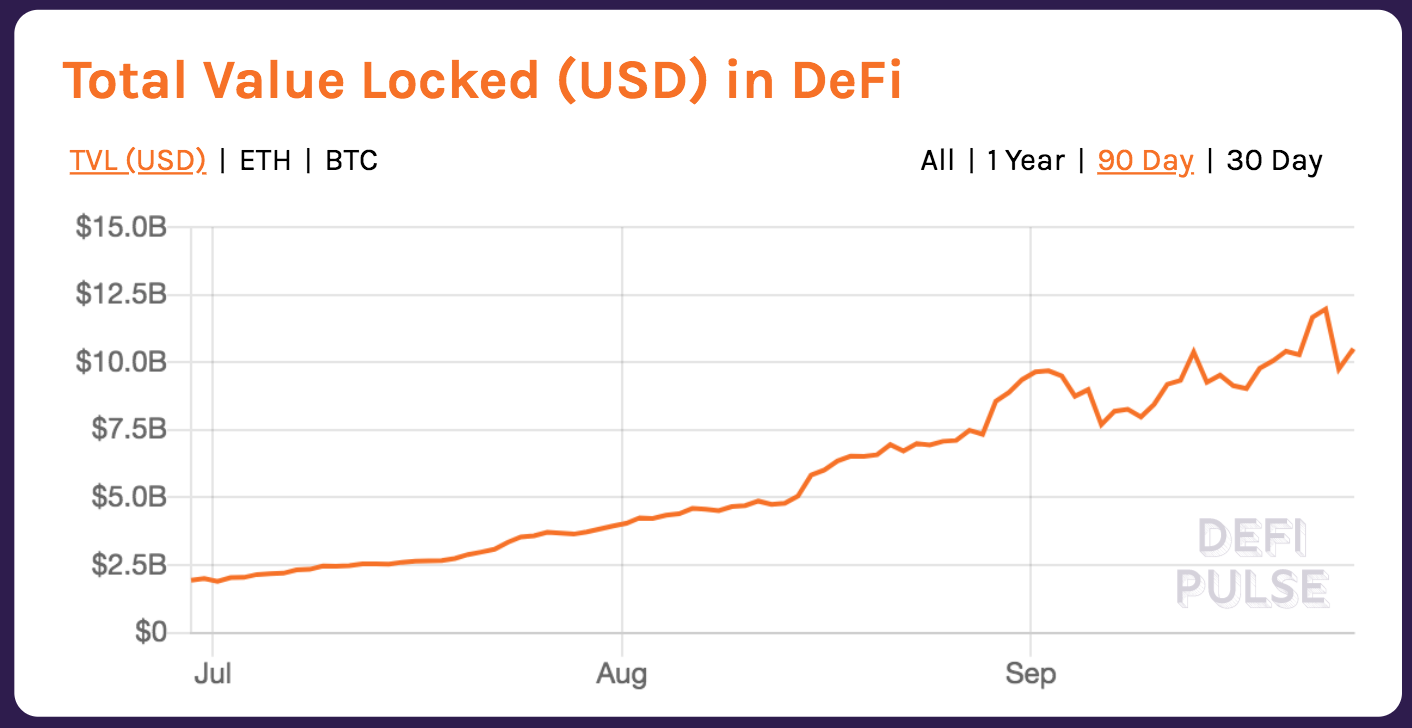 Total Value Locked (USD) in DeFi
TVL (USD) | ETH | BTC All | 1 Year | 90 Day | 30 Day
$15.0B
$12.5B
$10.0B
$7.5B
$5.0B
$2.5B
$0
Jul Aug Sep
DEFI
PULSE